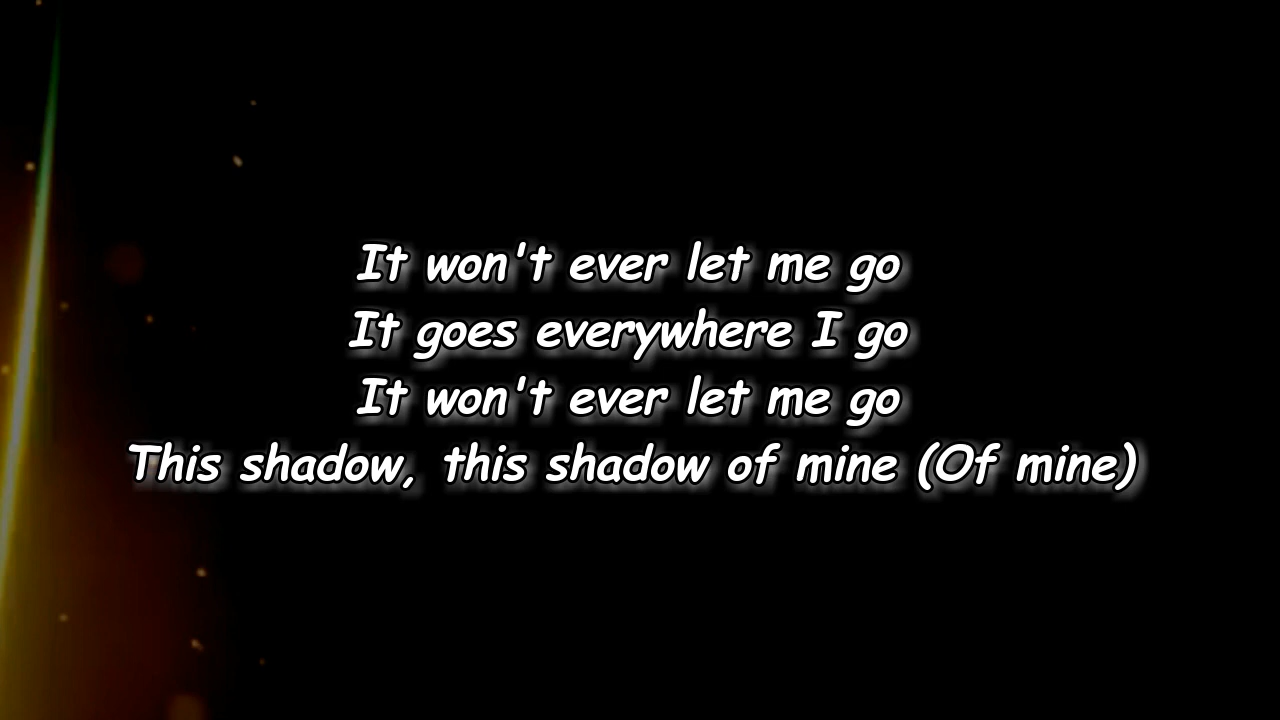 It won't ever let me go
It goes everywhere I go
It won't ever let me go
This shadow, this shadow of mine (Of mine)